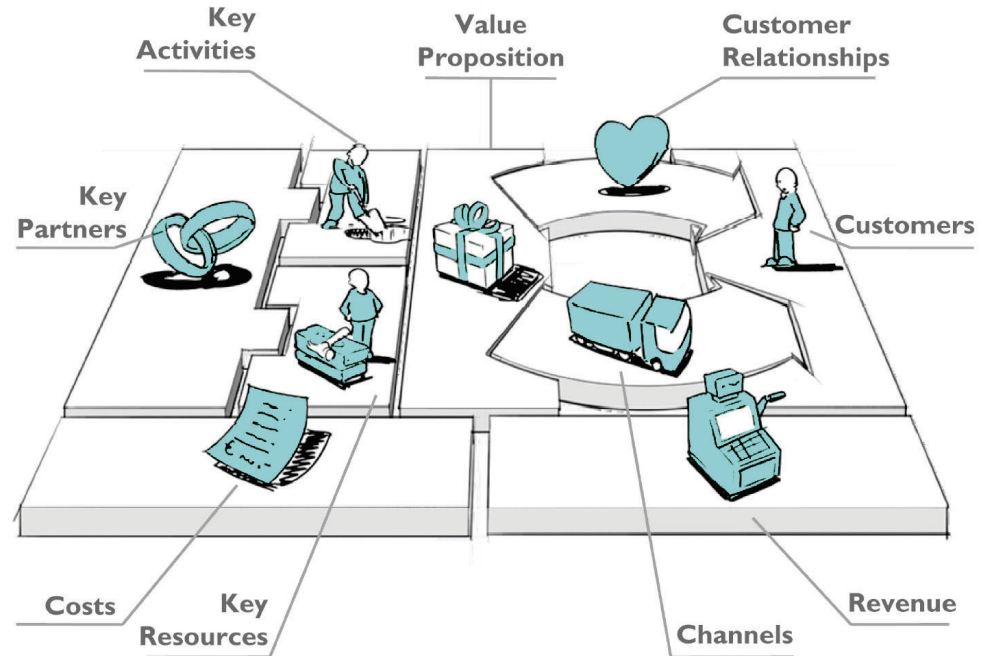 Key
Activities
Value
Proposition
Customer
Relationships
Key
Partners
Customers
Costs
Key
Resources
Channels
Revenue